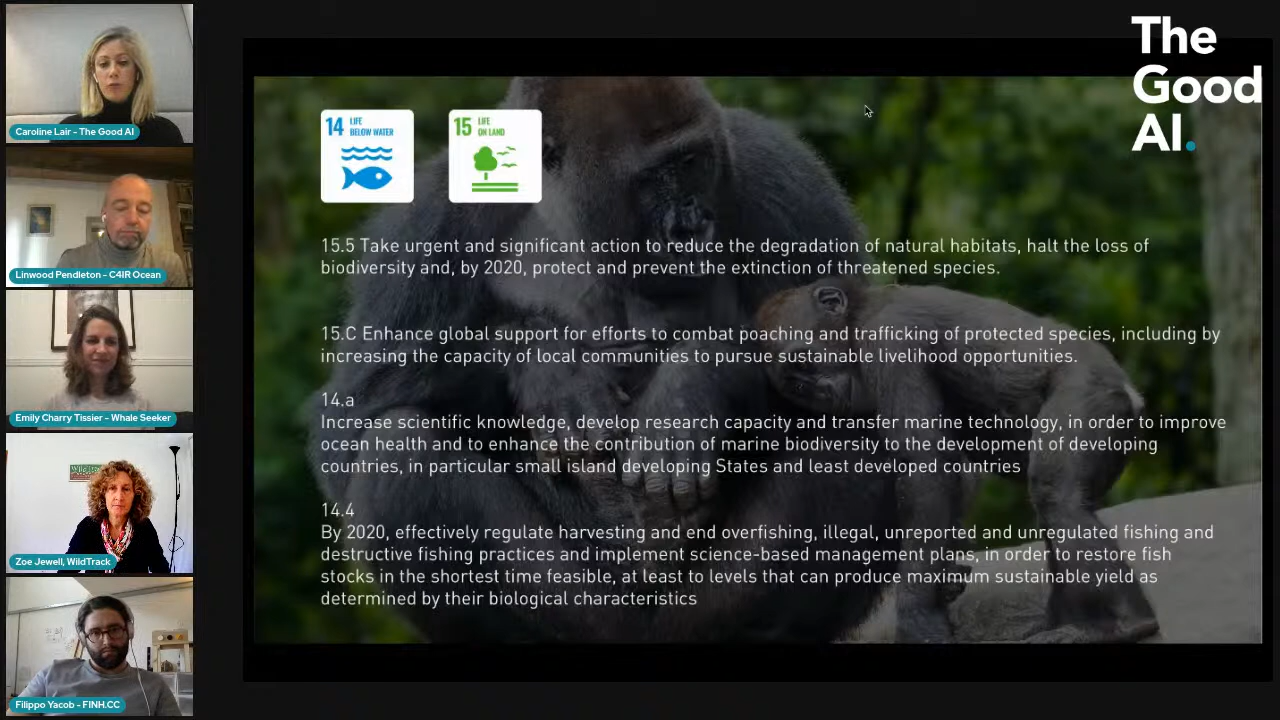 The
Good
AI.
Caroline Lair - The Good AI
Linwood Pendleton - C4IR Ocean
Emily Charry Tissier - Whale Seeker
Zoe Jewell, WildTrack
Filippo Yacob - FINH.CC
14 LIFE
BELOW WATER
15 LIFE
ON LAND
15.5 Take urgent and significant action to reduce the degradation of natural habitats, halt the loss of
biodiversity and, by 2020, protect and prevent the extinction of threatened species.
15.C Enhance global support for efforts to combat poaching and trafficking of protected species, including by
increasing the capacity of local communities to pursue sustainable livelihood opportunities.
14.a
Increase scientific knowledge, develop research capacity and transfer marine technology, in order to improve
ocean health and to enhance the contribution of marine biodiversity to the development of developing
countries, in particular small island developing States and least developed countries
14.4
By 2020, effectively regulate harvesting and end overfishing, illegal, unreported and unregulated fishing and
destructive fishing practices and implement science-based management plans, in order to restore fish
stocks in the shortest time feasible, at least to levels that can produce maximum sustainable yield as
determined by their biological characteristics